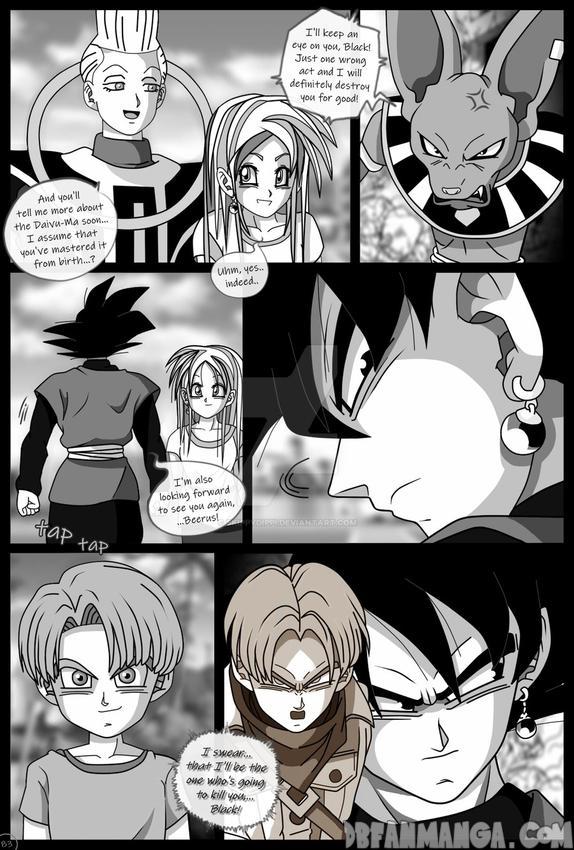 I'll keep an
eye on you, Black!
Just one wrong
act and I will
definitely destroy
you for good!
And you'll
tell me more about
the Daivu-Ma soon...
I assume that
you've mastered it
from birth...?
Uhm, yes..
indeed..
I'm also
looking forward
to see you again,
...Beerus!
tap
tap
I swear...
that I'll be the
one who's going
to kill you...
Black!
83
DBFANMANGA.COM